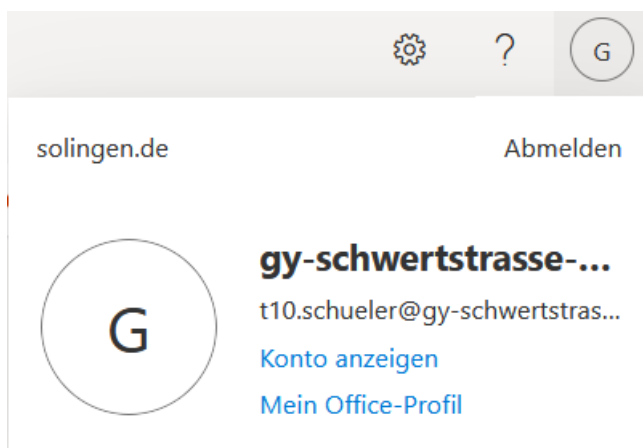 ?
G
solingen.de
Abmelden
G
gy-schwertstrasse-...
t10.schueler@gy-schwertstras...
Konto anzeigen
Mein Office-Profil